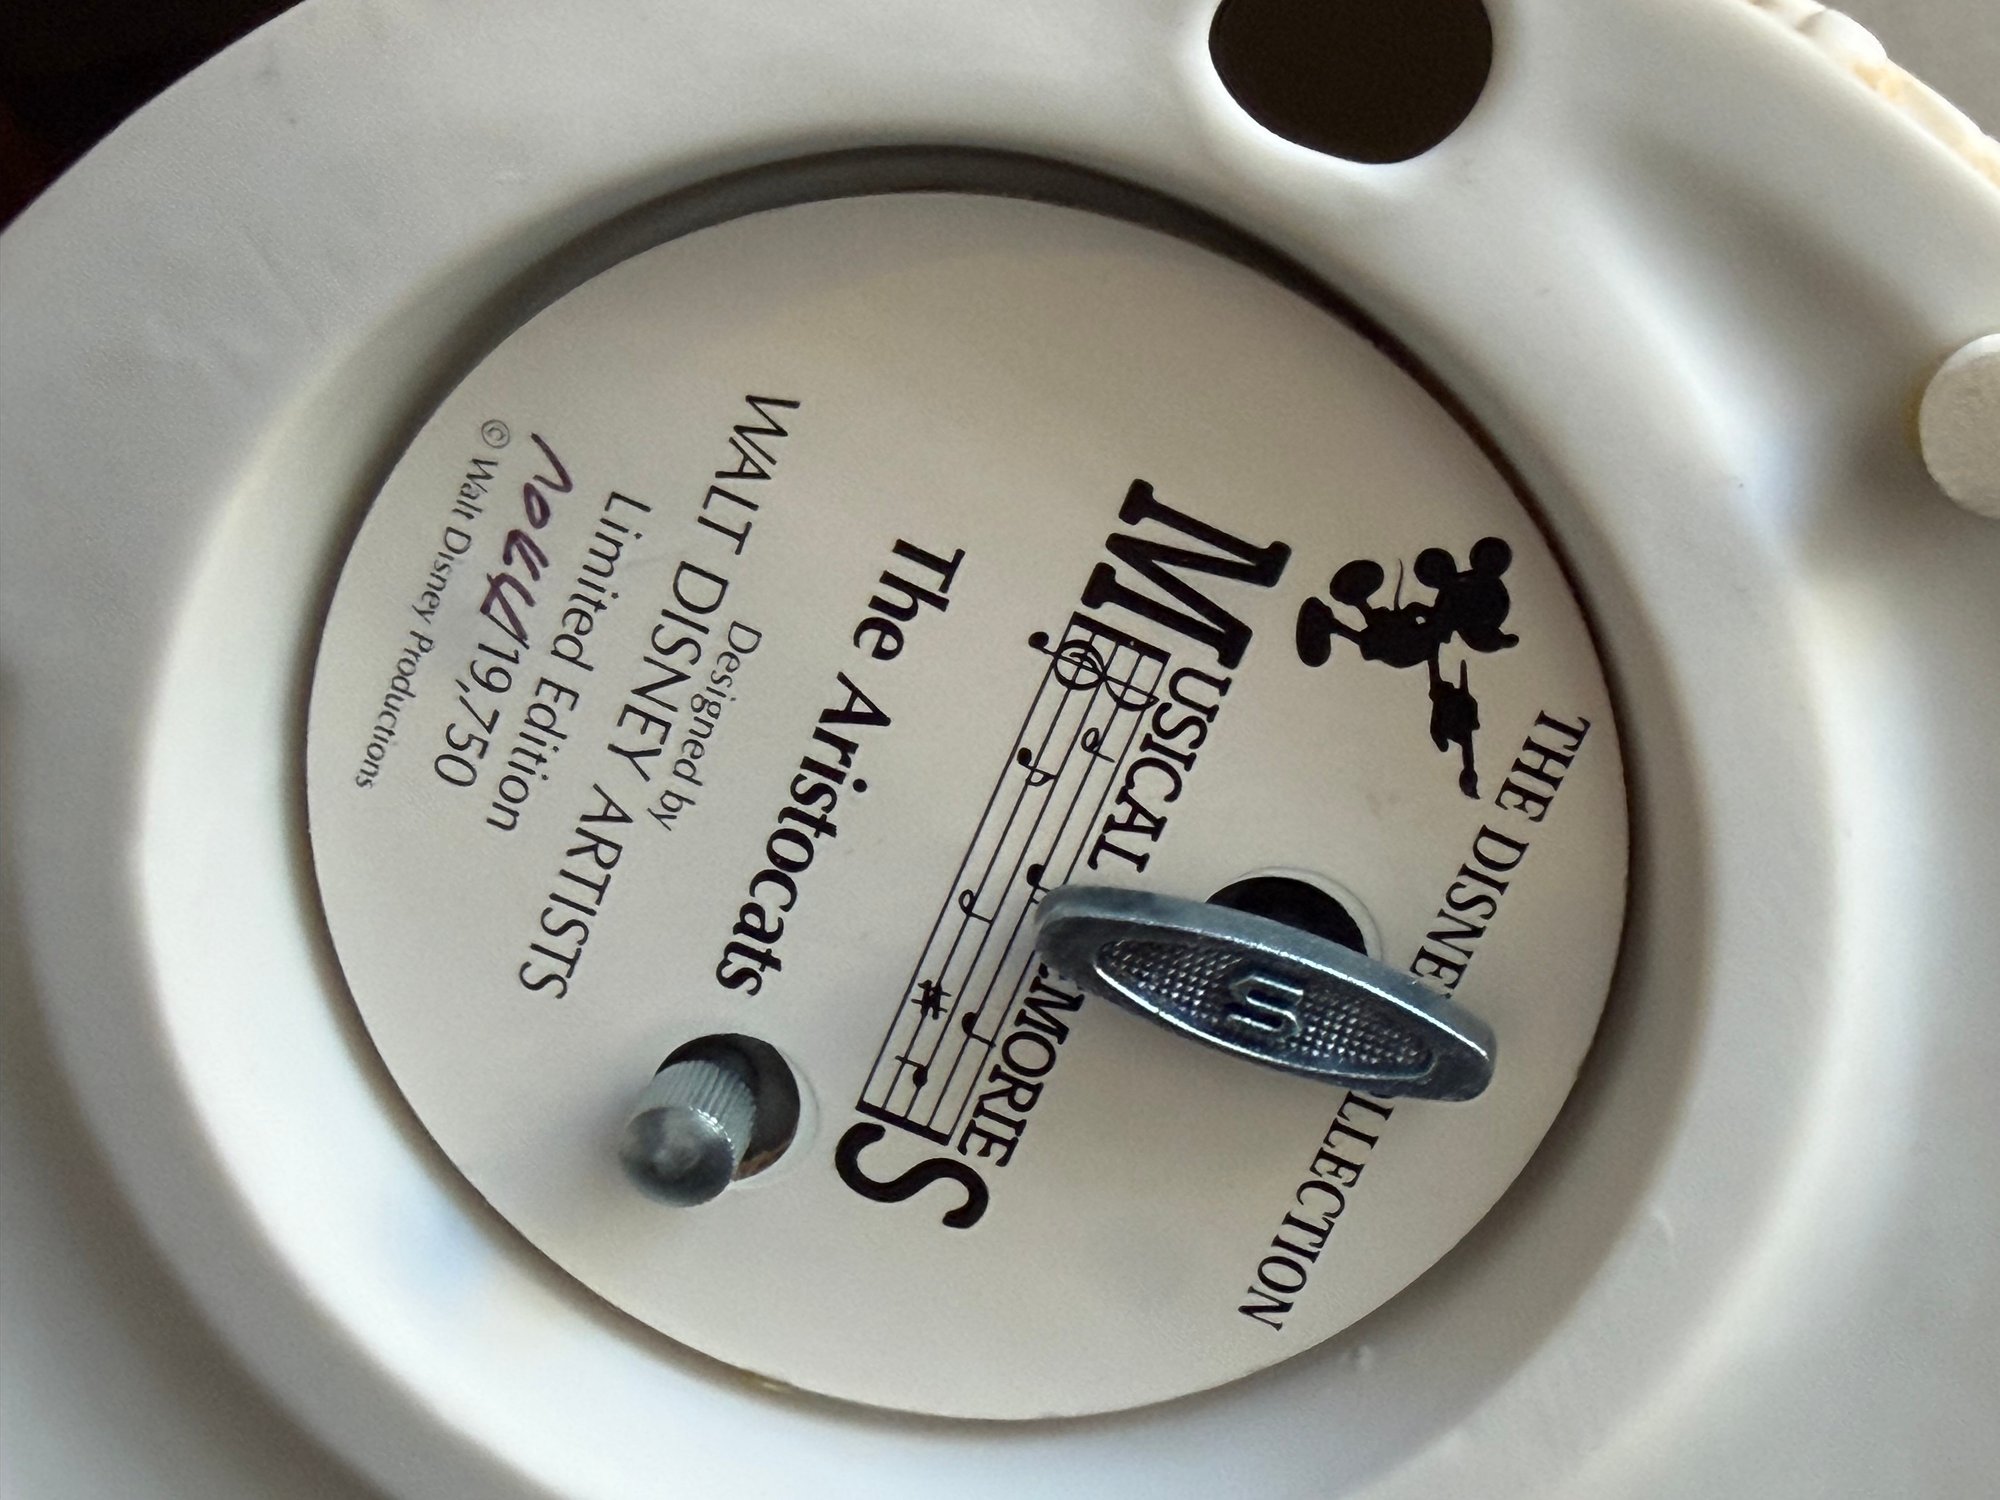 THE DISNEY COLLECTION
MUSICAL
MEMORIES
The Aristocats
Designed by
WALT DISNEY ARTISTS
Limited Edition
/19,750
© Walt Disney Productions
S